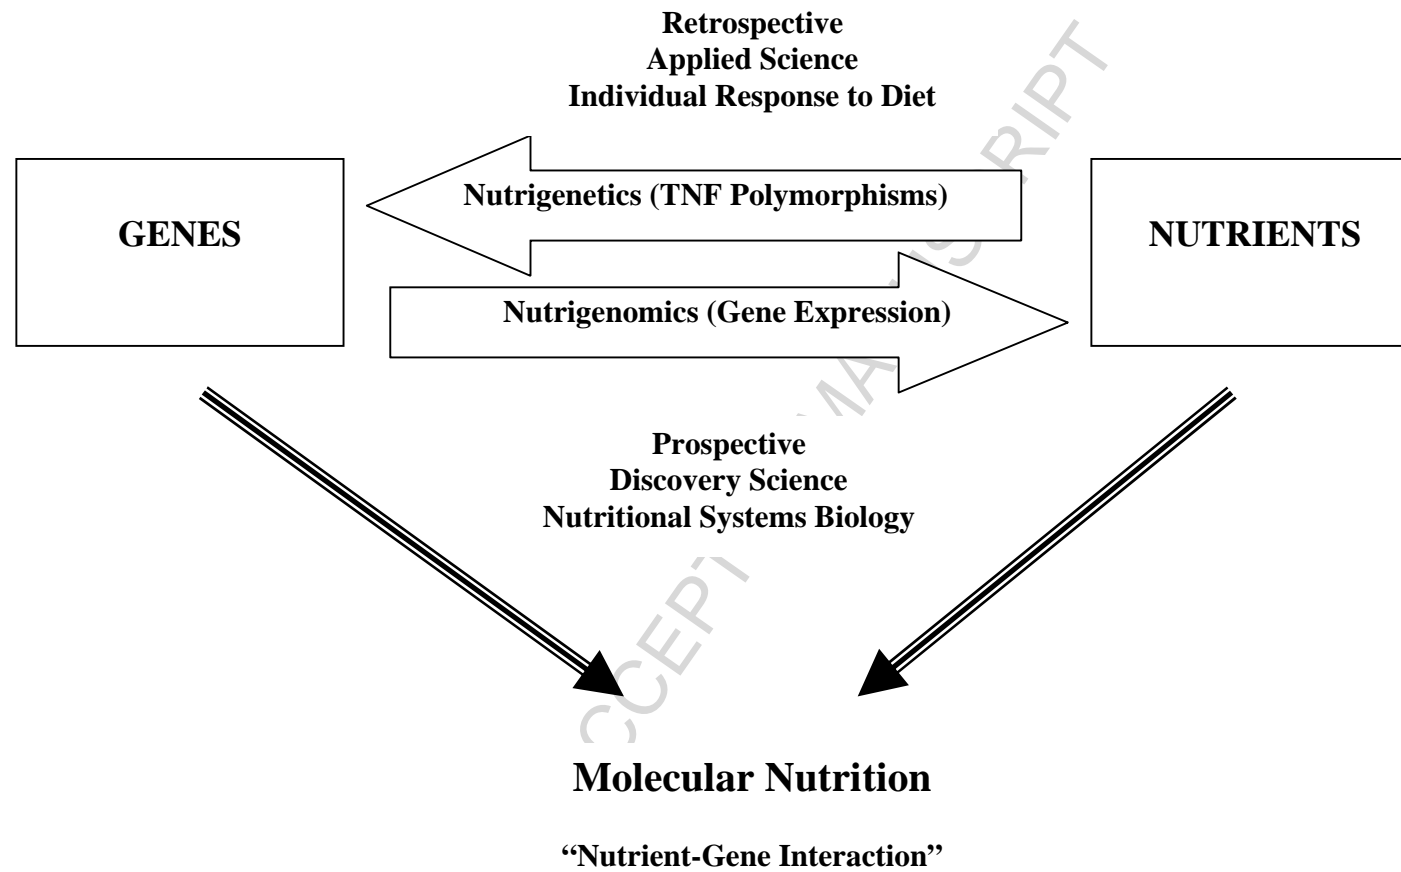 Retrospective
Applied Science
Individual Response to Diet
GENES
Nutrigenetics (TNF Polymorphisms)
NUTRIENTS
Nutrigenomics (Gene Expression)
Prospective
Discovery Science
Nutritional Systems Biology
Molecular Nutrition
“Nutrient-Gene Interaction”